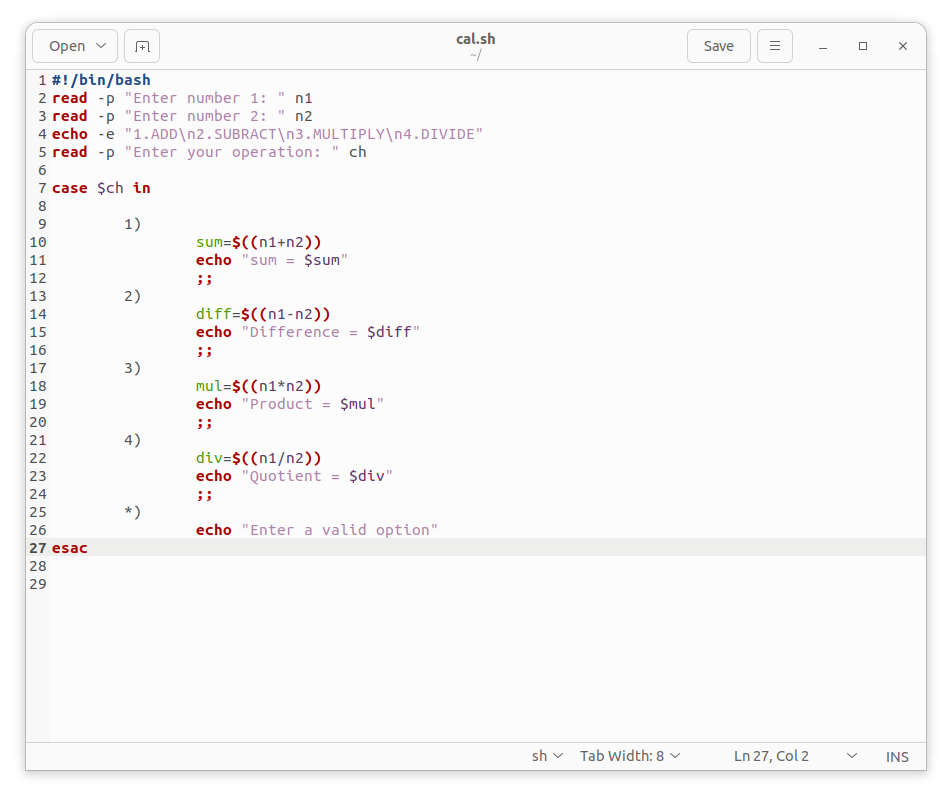 Open
cal.sh
~/
Save
1 #!/bin/bash
2 read -p "Enter number 1: " n1
3 read -p "Enter number 2: " n2
4 echo -e "1.ADD\n2.SUBRACT\n3.MULTIPLY\n4.DIVIDE"
5 read -p "Enter your operation: " ch
6
7 case $ch in
8
9         1)
10                 sum=$((n1+n2))
11                 echo "sum = $sum"
12                 ;;
13         2)
14                 diff=$((n1-n2))
15                 echo "Difference = $diff"
16                 ;;
17         3)
18                 mul=$((n1*n2))
19                 echo "Product = $mul"
20                 ;;
21         4)
22                 div=$((n1/n2))
23                 echo "Quotient = $div"
24                 ;;
25         *)
26                 echo "Enter a valid option"
27 esac
28
29
sh Tab Width: 8 Ln 27, Col 2 INS